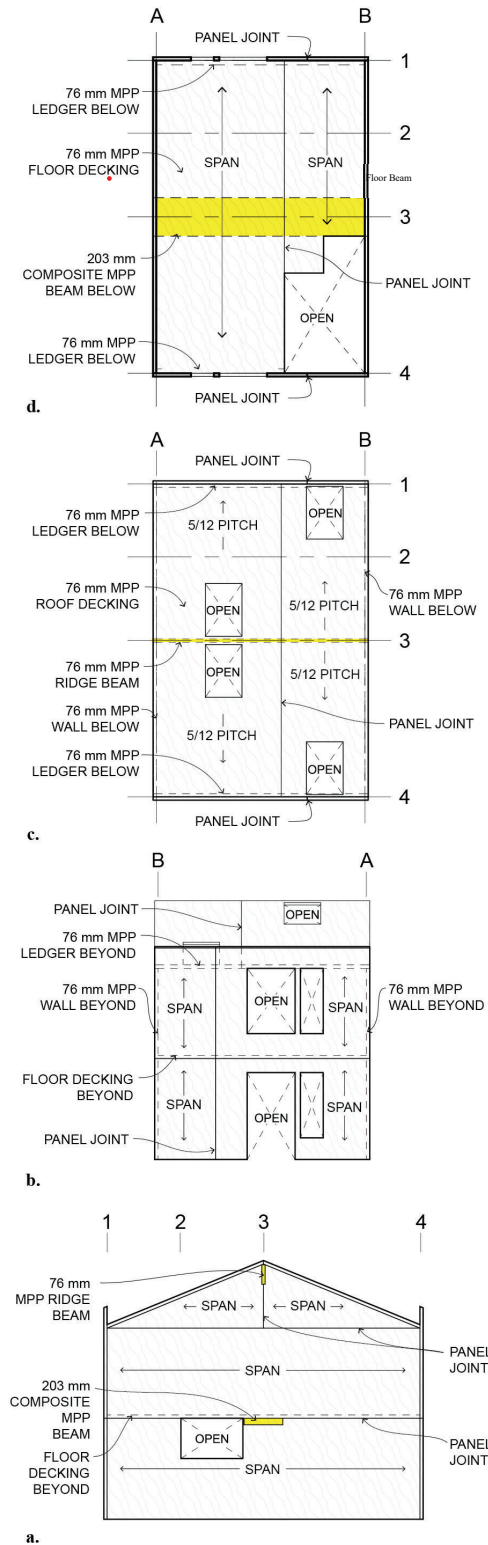 A
B
PANEL JOINT
1
76 mm MPP
LEDGER BELOW
2
76 mm MPP
FLOOR DECKING
SPAN
SPAN
Floor Beam
3
203 mm
COMPOSITE MPP
BEAM BELOW
PANEL JOINT
OPEN
76 mm MPP
LEDGER BELOW
4
PANEL JOINT
d.
A
B
PANEL JOINT
1
76 mm MPP
LEDGER BELOW
OPEN
5/12 PITCH
2
76 mm MPP
ROOF DECKING
76 mm MPP
WALL BELOW
OPEN
5/12 PITCH
3
76 mm MPP
RIDGE BEAM
OPEN
5/12 PITCH
76 mm MPP
WALL BELOW
PANEL JOINT
5/12 PITCH
76 mm MPP
LEDGER BELOW
OPEN
4
PANEL JOINT
c.
B
A
PANEL JOINT
OPEN
76 mm MPP
LEDGER BEYOND
76 mm MPP
WALL BEYOND
76 mm MPP
WALL BEYOND
SPAN
OPEN
SPAN
FLOOR DECKING
BEYOND
SPAN
OPEN
SPAN
PANEL JOINT
b.
1
2
3
4
76 mm
MPP RIDGE
BEAM
SPAN
SPAN
PANEL
JOINT
SPAN
203 mm
COMPOSITE
MPP
BEAM
OPEN
PANEL
JOINT
FLOOR
DECKING
BEYOND
SPAN
a.